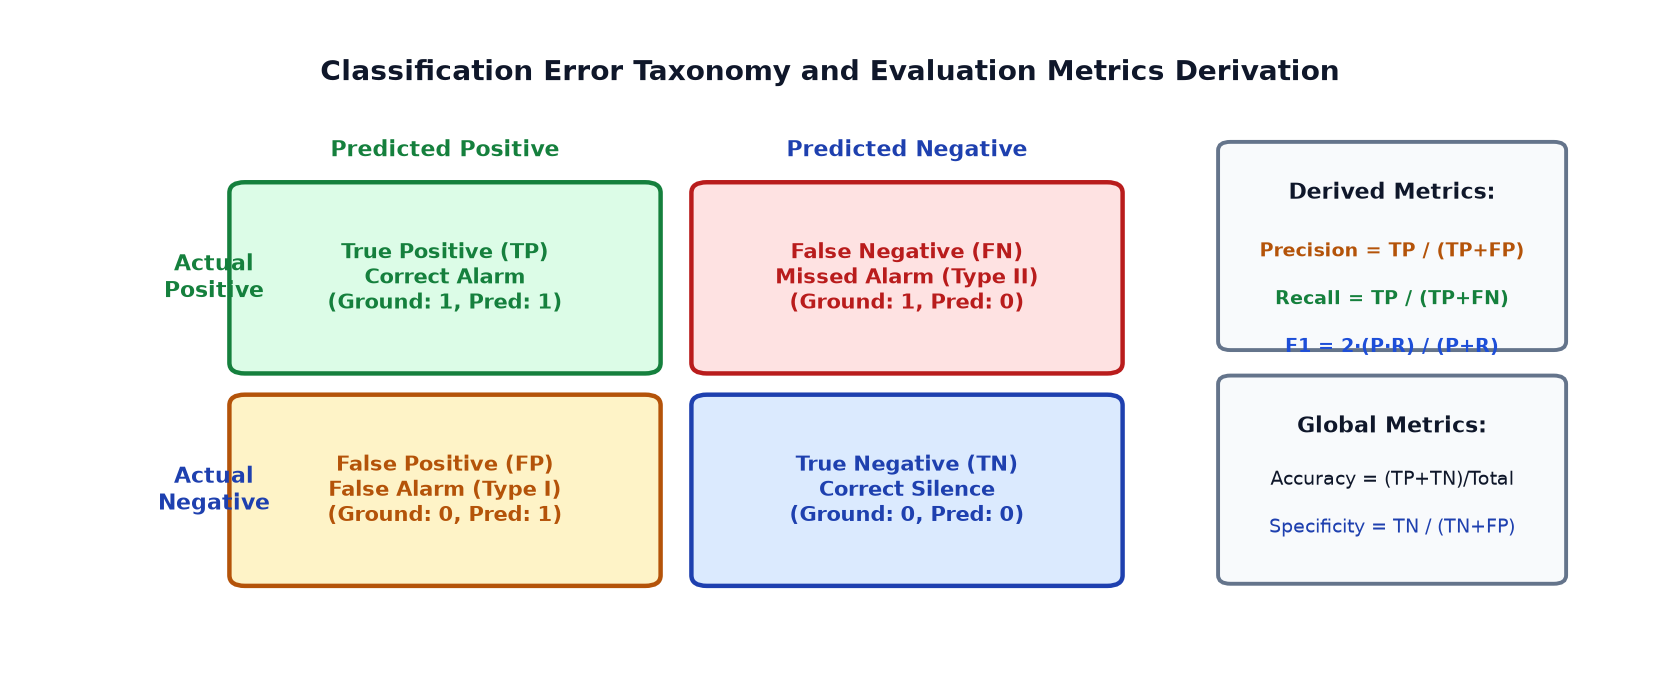 Classification Error Taxonomy and Evaluation Metrics Derivation
Predicted Positive
Predicted Negative
Actual
Positive
True Positive (TP)
Correct Alarm
(Ground: 1, Pred: 1)
False Negative (FN)
Missed Alarm (Type II)
(Ground: 1, Pred: 0)
Actual
Negative
False Positive (FP)
False Alarm (Type I)
(Ground: 0, Pred: 1)
True Negative (TN)
Correct Silence
(Ground: 0, Pred: 0)
Derived Metrics:
Precision = TP / (TP+FP)
Recall = TP / (TP+FN)
F1 = 2·(P·R) / (P+R)
Global Metrics:
Accuracy = (TP+TN)/Total
Specificity = TN / (TN+FP)